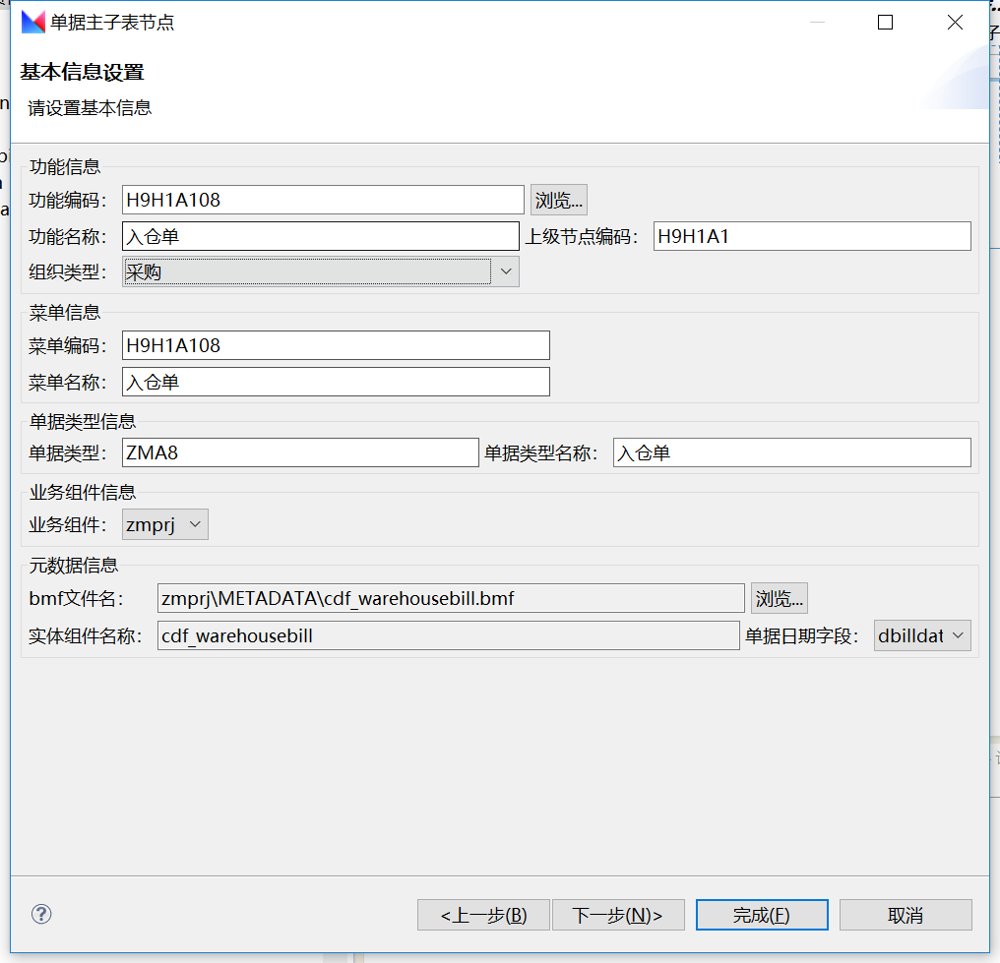 单据主子表节点
基本信息设置
请设置基本信息
功能信息
功能编码： H9H1A108 浏览...
功能名称： 入仓单 上级节点编码： H9H1A1
组织类型： 采购
菜单信息
菜单编码： H9H1A108
菜单名称： 入仓单
单据类型信息
单据类型： ZMA8 单据类型名称： 入仓单
业务组件信息
业务组件： zmprj
元数据信息
bmf文件名： zmprj\METADATA\cdf_warehousebill.bmf 浏览...
实体组件名称： cdf_warehousebill 单据日期字段： dbilldat
<上一步(B) 下一步(N)> 完成(F) 取消